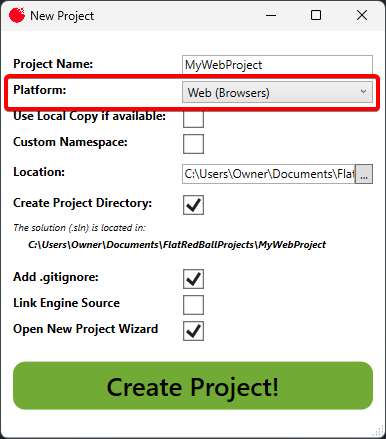 New Project
Project Name: MyWebProject
Platform: Web (Browsers)
Use Local Copy if available:
Custom Namespace:
Location: C:\Users\Owner\Documents\Flat ...
Create Project Directory:
The solution (.sln) is located in:
C:\Users\Owner\Documents\FlatRedBallProjects\MyWebProject
Add .gitignore:
Link Engine Source
Open New Project Wizard
Create Project!